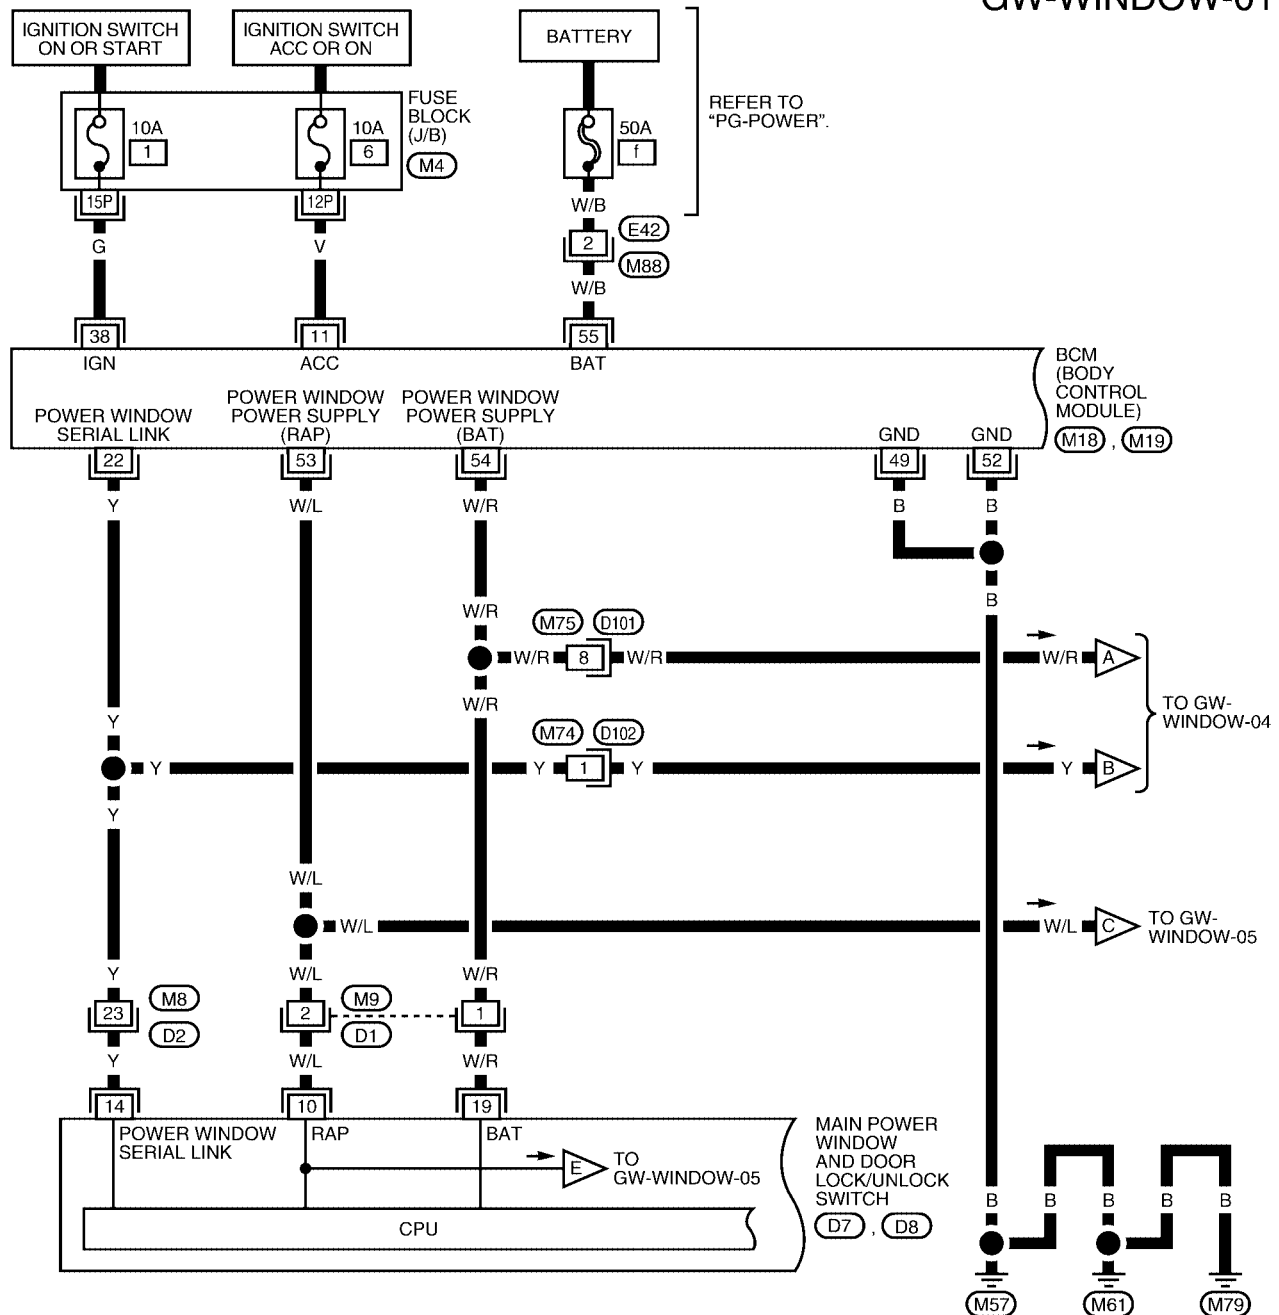 GW-WINDOW-01
IGNITION SWITCH
ON OR START
IGNITION SWITCH
ACC OR ON
BATTERY
REFER TO
"PG-POWER".
FUSE
BLOCK
(J/B)
M4
10A
1
10A
6
50A
f
15P
12P
W/B
E42
2
M88
G
V
W/B
38
11
55
IGN
ACC
BAT
BCM
(BODY
CONTROL
MODULE)
M18 , M19
POWER WINDOW
SERIAL LINK
POWER WINDOW
POWER SUPPLY
(RAP)
POWER WINDOW
POWER SUPPLY
(BAT)
GND
GND
22
53
54
49
52
Y
W/L
W/R
B
B
B
W/R
M75
D101
W/R
8
W/R
W/R
A
W/R
TO GW-
WINDOW-04
Y
M74
D102
Y
Y
1
Y
Y
B
Y
W/L
W/L
W/L
C
TO GW-
WINDOW-05
Y
W/L
W/R
23
M8
D2
2
M9
D1
1
Y
W/L
W/R
14
10
19
POWER WINDOW
SERIAL LINK
RAP
BAT
E
TO
GW-WINDOW-05
CPU
MAIN POWER
WINDOW
AND DOOR
LOCK/UNLOCK
SWITCH
D7 , D8
B
B
B
B
B
M57
M61
M79